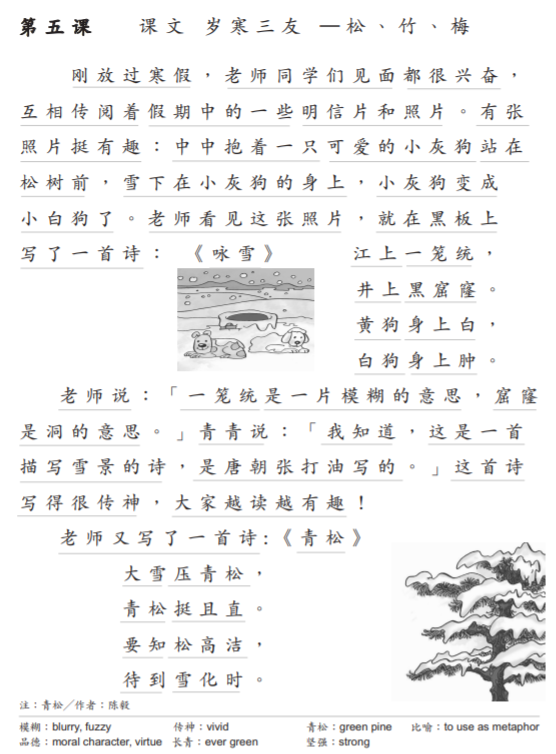 第五课 课文 岁寒三友 —松、竹、梅
刚放过寒假，老师同学们见面都很兴奋，
互相传阅着假期中的一些明信片和照片。有张
照片挺有趣：中中抱着一只可爱的小灰狗站在
松树前，雪下在小灰狗的身上，小灰狗变成
小白狗了。老师看见这张照片，就在黑板上
写了一首诗：《咏雪》
江上一笼统，
井上黑窟窿。
黄狗身上白，
白狗身上肿。
老师说：「一笼统是一片模糊的意思，窟窿
是洞的意思。」青青说：「我知道，这是一首
描写雪景的诗，是唐朝张打油写的。」这首诗
写得很传神，大家越读越有趣！
老师又写了一首诗：《青松》
大雪压青松，
青松挺且直。
要知松高洁，
待到雪化时。
注：青松／作者：陈毅
模糊：blurry, fuzzy 传神：vivid 青松：green pine 比喻：to use as metaphor
品德：moral character, virtue 长青：ever green 坚强：strong